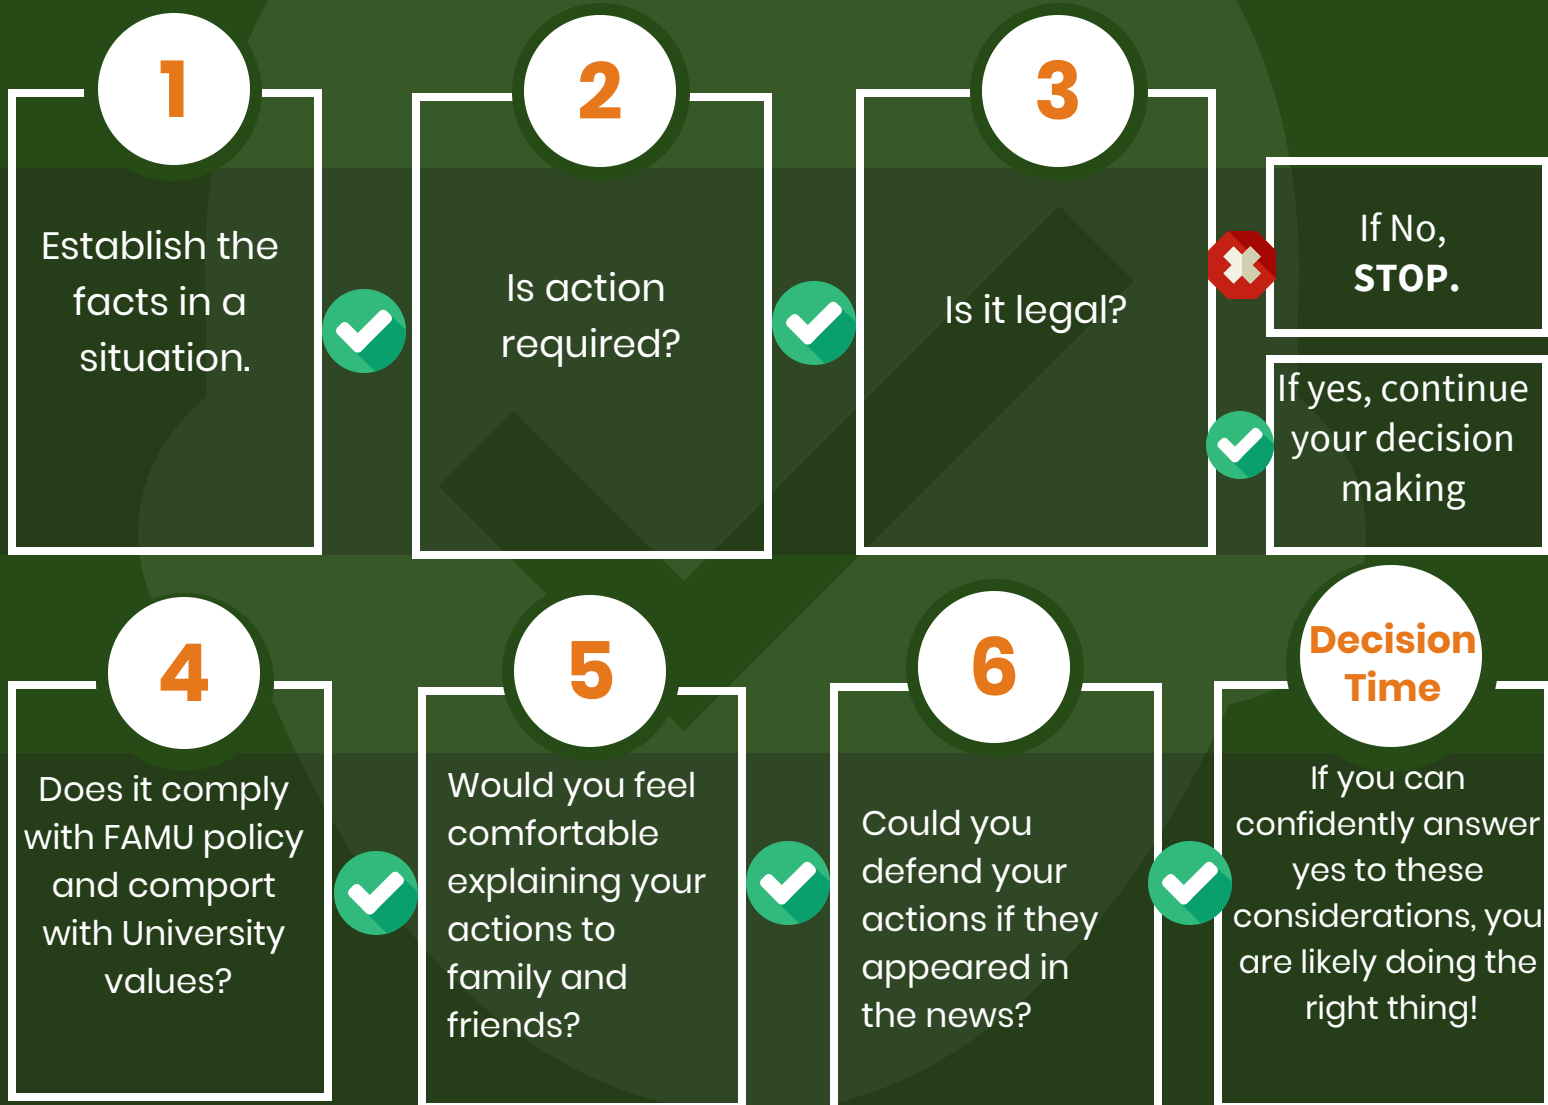 1
Establish the
facts in a
situation.
2
Is action
required?
3
Is it legal?
If No,
STOP.
If yes, continue
your decision
making
4
Does it comply
with FAMU policy
and comport
with University
values?
5
Would you feel
comfortable
explaining your
actions to
family and
friends?
6
Could you
defend your
actions if they
appeared in
the news?
Decision
Time
If you can
confidently answer
yes to these
considerations, you
are likely doing the
right thing!